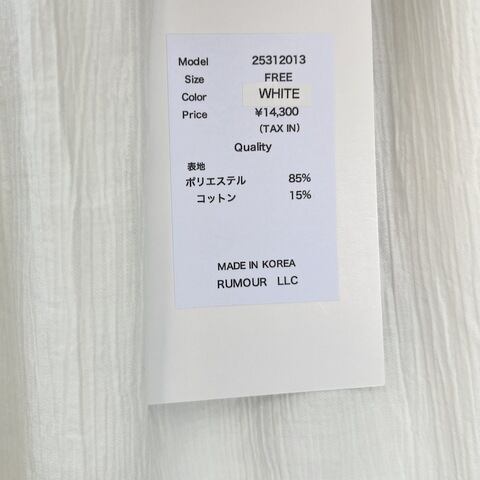 Model 25312013
Size FREE
Color WHITE
Price ¥14,300
(TAX IN)
Quality
表地
ポリエステル 85%
コットン 15%
MADE IN KOREA
RUMOUR LLC